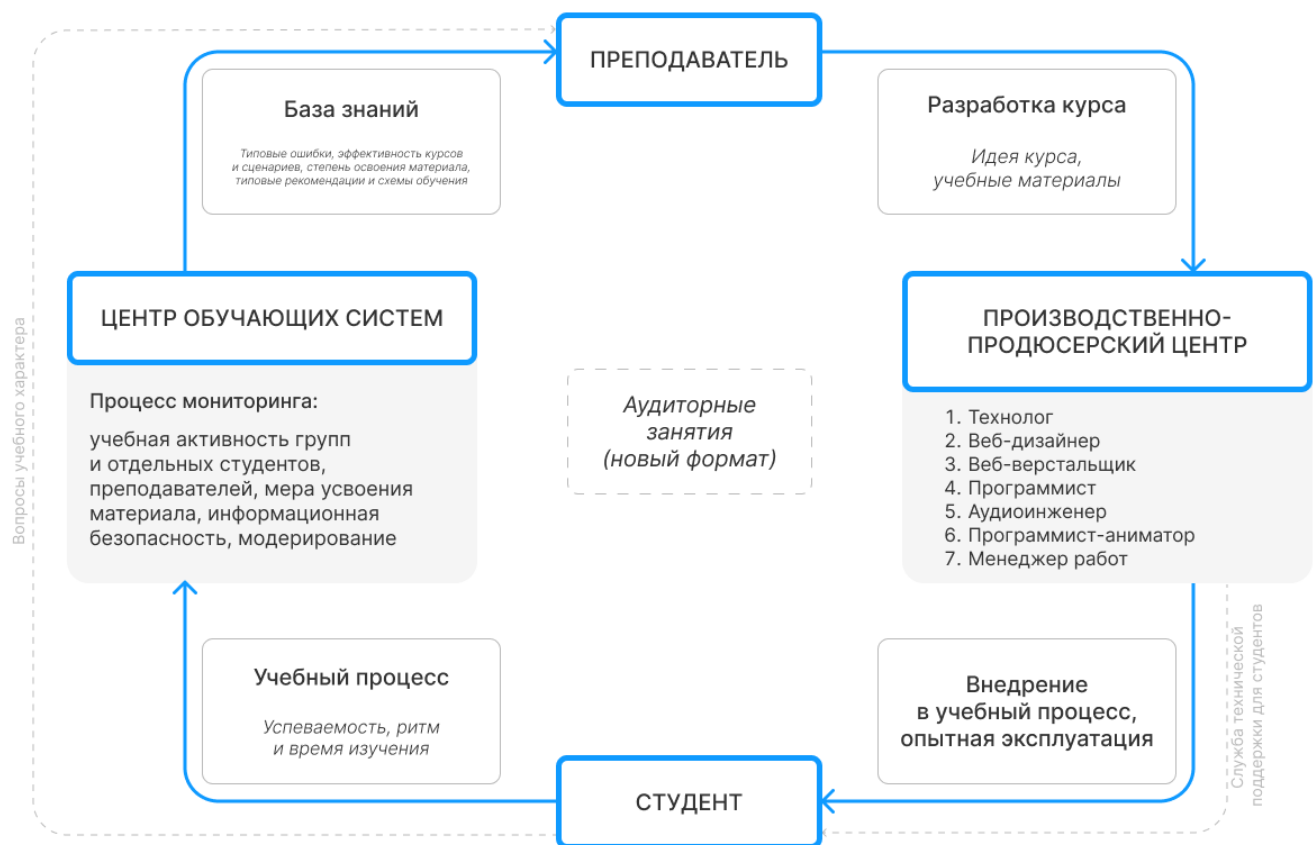 ПРЕПОДАВАТЕЛЬ
База знаний
Типовые ошибки, эффективность курсов
и сценариев, степень освоения материала,
типовые рекомендации и схемы обучения
Разработка курса
Идея курса,
учебные материалы
ЦЕНТР ОБУЧАЮЩИХ СИСТЕМ
Процесс мониторинга:
учебная активность групп
и отдельных студентов,
преподавателей, мера усвоения
материала, информационная
безопасность, модерирование
Аудиторные
занятия
(новый формат)
ПРОИЗВОДСТВЕННО-
ПРОДЮСЕРСКИЙ ЦЕНТР
1. Технолог
2. Веб-дизайнер
3. Веб-верстальщик
4. Программист
5. Аудиоинженер
6. Программист-аниматор
7. Менеджер работ
Вопросы учебного характера
Учебный процесс
Успеваемость, ритм
и время изучения
Внедрение
в учебный процесс,
опытная эксплуатация
Служба технической
поддержки для студентов
СТУДЕНТ